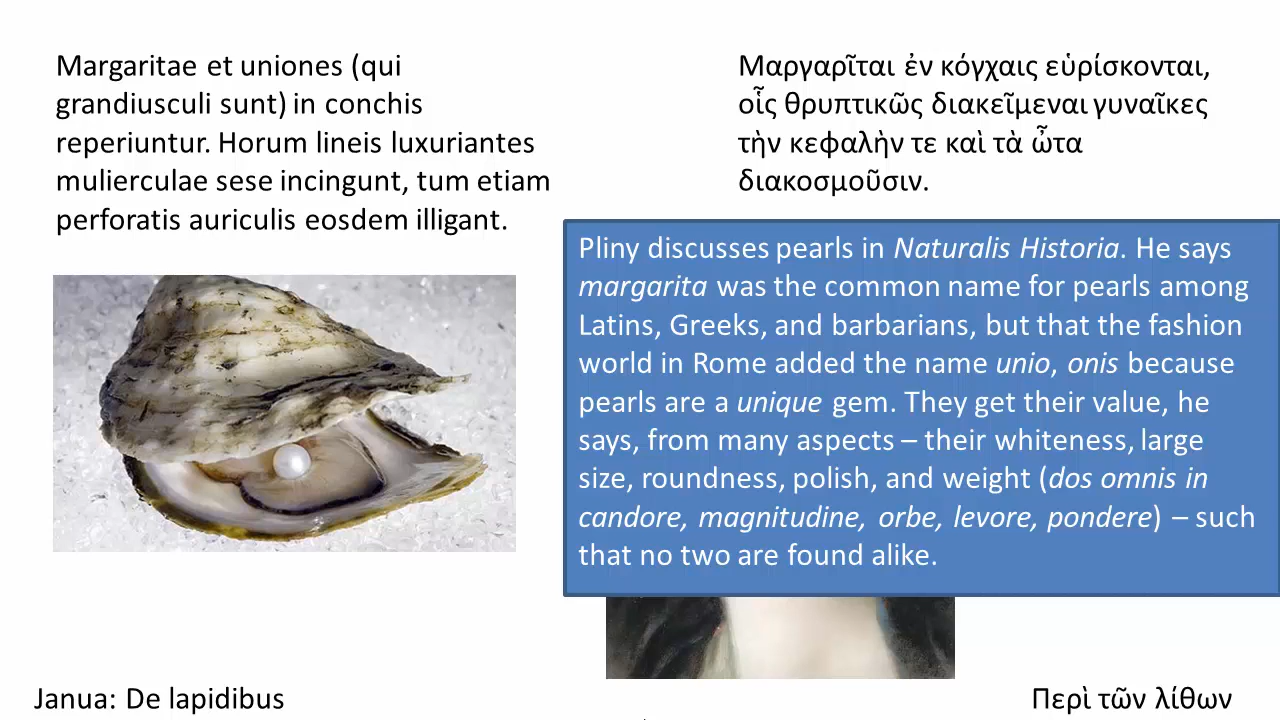 Margaritae et uniones (qui
grandiusculi sunt) in conchis
reperiuntur. Horum lineis luxuriantes
mulierculae sese incingunt, tum etiam
perforatis auriculis eosdem illigant.
Μαργαρῖται ἐν κόγχαις εὑρίσκονται,
οἷς θρυπτικῶς διακεῖμεναι γυναῖκες
τὴν κεφαλὴν τε καὶ τὰ ὦτα
διακοσμοῦσιν.
Pliny discusses pearls in Naturalis Historia. He says
margarita was the common name for pearls among
Latins, Greeks, and barbarians, but that the fashion
world in Rome added the name unio, onis because
pearls are a unique gem. They get their value, he
says, from many aspects – their whiteness, large
size, roundness, polish, and weight (dos omnis in
candore, magnitudine, orbe, levore, pondere) – such
that no two are found alike.
Janua: De lapidibus
Περὶ τῶν λίθων